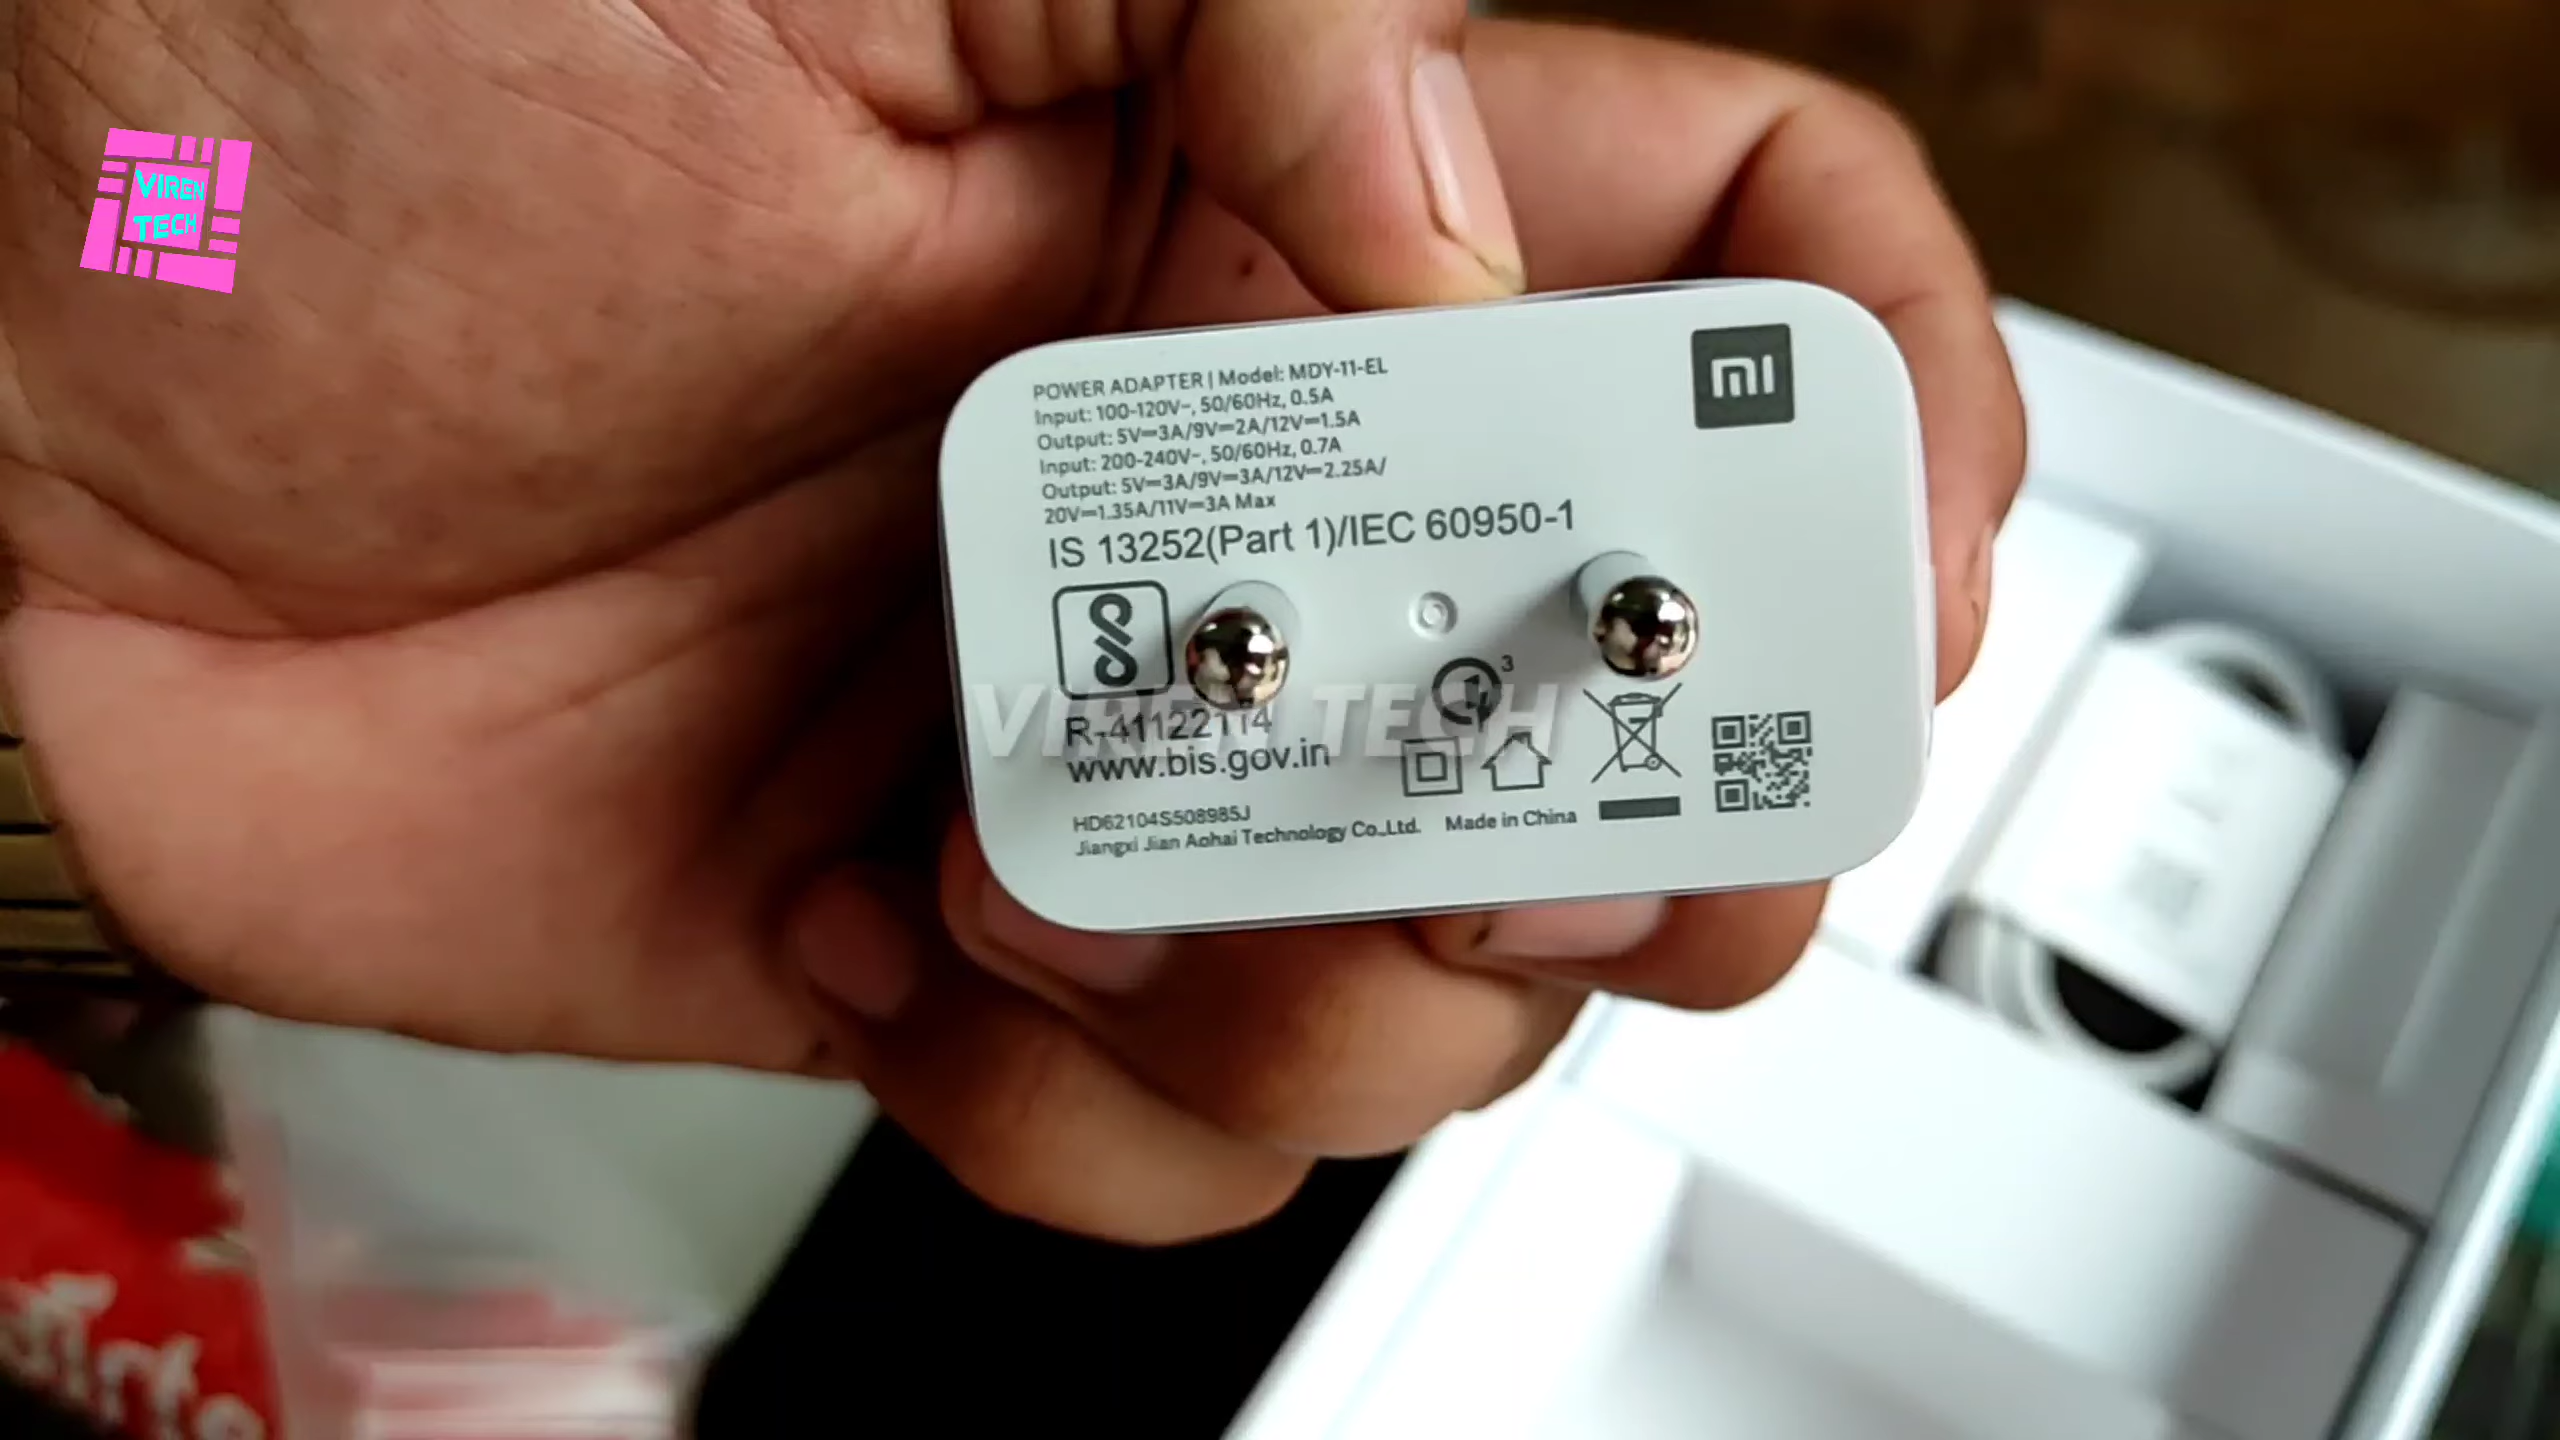 VIREN
TECH
mi
POWER ADAPTER | Model: MDY-11-EL
Input: 100-120V~, 50/60Hz, 0.5A
Output: 5V⎓3A/9V⎓2A/12V⎓1.5A
Input: 200-240V~, 50/60Hz, 0.7A
Output: 5V⎓3A/9V⎓3A/12V⎓2.25A/
20V⎓1.35A/11V⎓3A Max
IS 13252(Part 1)/IEC 60950-1
3
VIREN TECH
R-41122114
www.bis.gov.in
HD62104S508985J
Jiangxi Jian Aohai Technology Co.,Ltd. Made in China